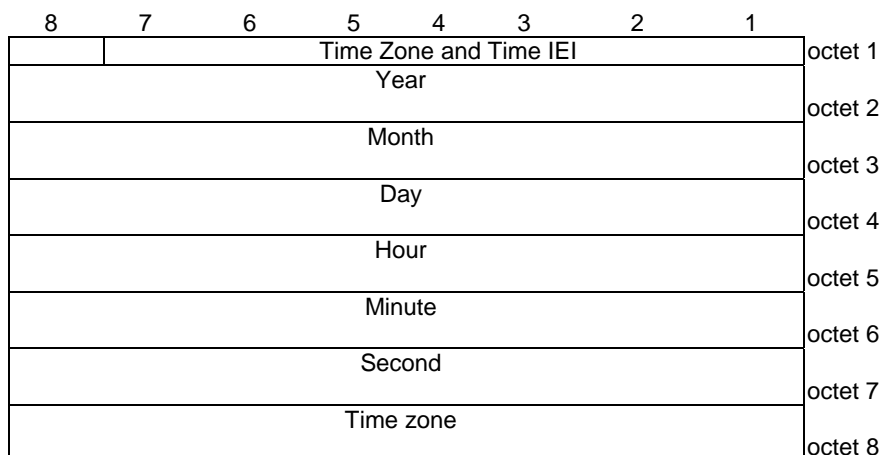 8 7 6 5 4 3 2 1
Time Zone and Time IEI octet 1
Year
octet 2
Month
octet 3
Day
octet 4
Hour
octet 5
Minute
octet 6
Second
octet 7
Time zone
octet 8